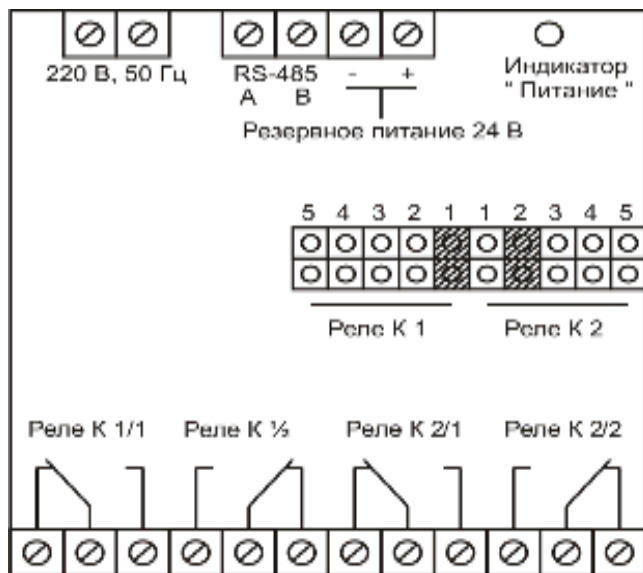 220 В, 50 Гц
RS-485
A B
- +
Резервное питание 24 В
Индикатор
" Питание "
5 4 3 2 1 1 2 3 4 5
Реле К 1 Реле К 2
Реле К 1/1 Реле К ½ Реле К 2/1 Реле К 2/2